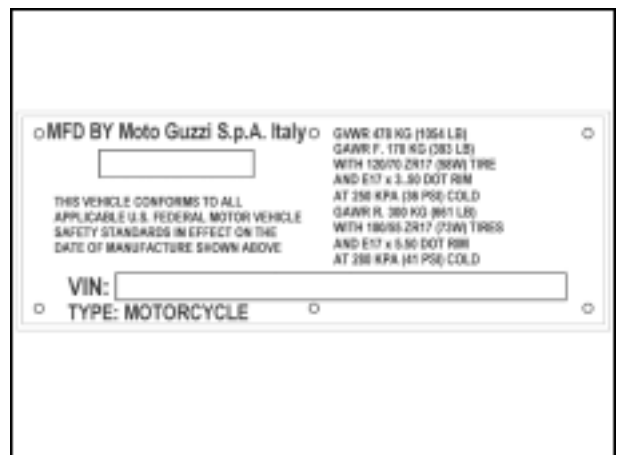 MFD BY Moto Guzzi S.p.A. Italy
THIS VEHICLE CONFORMS TO ALL
APPLICABLE U.S. FEDERAL MOTOR VEHICLE
SAFETY STANDARDS IN EFFECT ON THE
DATE OF MANUFACTURE SHOWN ABOVE
GVWR 478 KG (1054 LB)
GAWR F. 178 KG (393 LB)
WITH 120/70 ZR17 (58W) TIRE
AND E17 x 3..50 DOT RIM
AT 250 KPA (36 PSI) COLD
GAWR R. 300 KG (661 LB)
WITH 180/55 ZR17 (73W) TIRES
AND E17 x 5.50 DOT RIM
AT 280 KPA (41 PSI) COLD
VIN:
TYPE: MOTORCYCLE